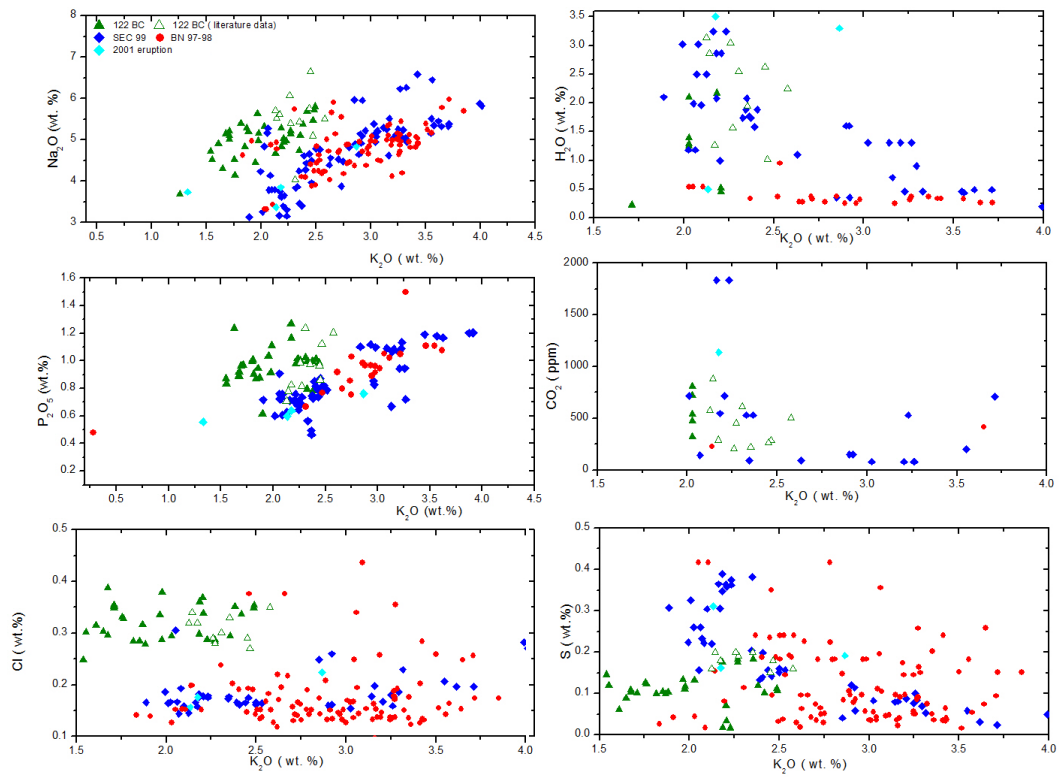 122 BC 122 BC ( literature data)
SEC 99 BN 97-98
2001 eruption
8
7
6
5
4
3
Na₂O (wt. %)
0.5 1.0 1.5 2.0 2.5 3.0 3.5 4.0 4.5
K₂O ( wt. %)
3.5
3.0
2.5
2.0
1.5
1.0
0.5
0.0
H₂O (wt. %)
1.5 2.0 2.5 3.0 3.5 4.0
K₂O ( wt. %)
1.6
1.4
1.2
1.0
0.8
0.6
0.4
0.2
P₂O₅ (wt.%)
0.5 1.0 1.5 2.0 2.5 3.0 3.5 4.0 4.5
K₂O (wt.%)
2000
1500
1000
500
0
CO₂ ( ppm)
1.5 2.0 2.5 3.0 3.5 4.0
K₂O ( wt. %)
0.5
0.4
0.3
0.2
0.1
Cl ( wt.%)
1.5 2.0 2.5 3.0 3.5 4.0
K₂O ( wt. %)
0.5
0.4
0.3
0.2
0.1
0.0
S (wt.%)
1.5 2.0 2.5 3.0 3.5 4.0
K₂O ( wt. %)